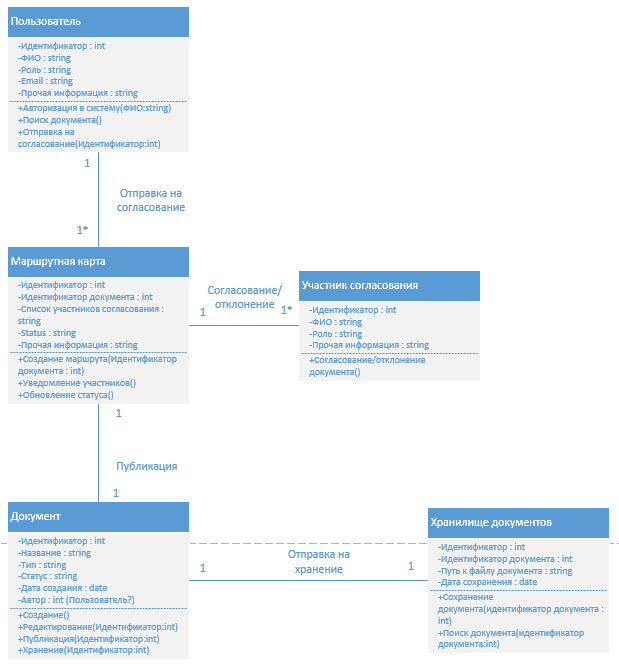 Пользователь
-Идентификатор : int
-ФИО : string
-Роль : string
-Email : string
-Прочая информация : string
+Авторизация в систему(ФИО:string)
+Поиск документа()
+Отправка на
согласование(Идентификатор:int)
1
Отправка на
согласование
1*
Маршрутная карта
-Идентификатор : int
-Идентификатор документа : int
-Список участников согласования :
string
-Status : string
-Прочая информация : string
+Создание маршрута(Идентификатор
документа : int)
+Уведомление участников()
+Обновление статуса()
Согласование/
отклонение
1
1*
Участник согласования
-Идентификатор : int
-ФИО : string
-Роль : string
-Прочая информация : string
+Согласование/отклонение
документа()
1
Публикация
1
Документ
-Идентификатор : int
-Название : string
-Тип : string
-Статус : string
-Дата создания : date
-Автор : int (Пользователь?)
+Создание()
+Редактирование(Идентификатор:int)
+Публикация(Идентификатор:int)
+Хранение(Идентификатор:int)
Отправка на
хранение
1
1
Хранилище документов
-Идентификатор : int
-Идентификатор документа : int
-Путь к файлу документа : string
-Дата сохранения : date
+Сохранение
документа(идентификатор документа :
int)
+Поиск документа(идентификатор
документа:int)